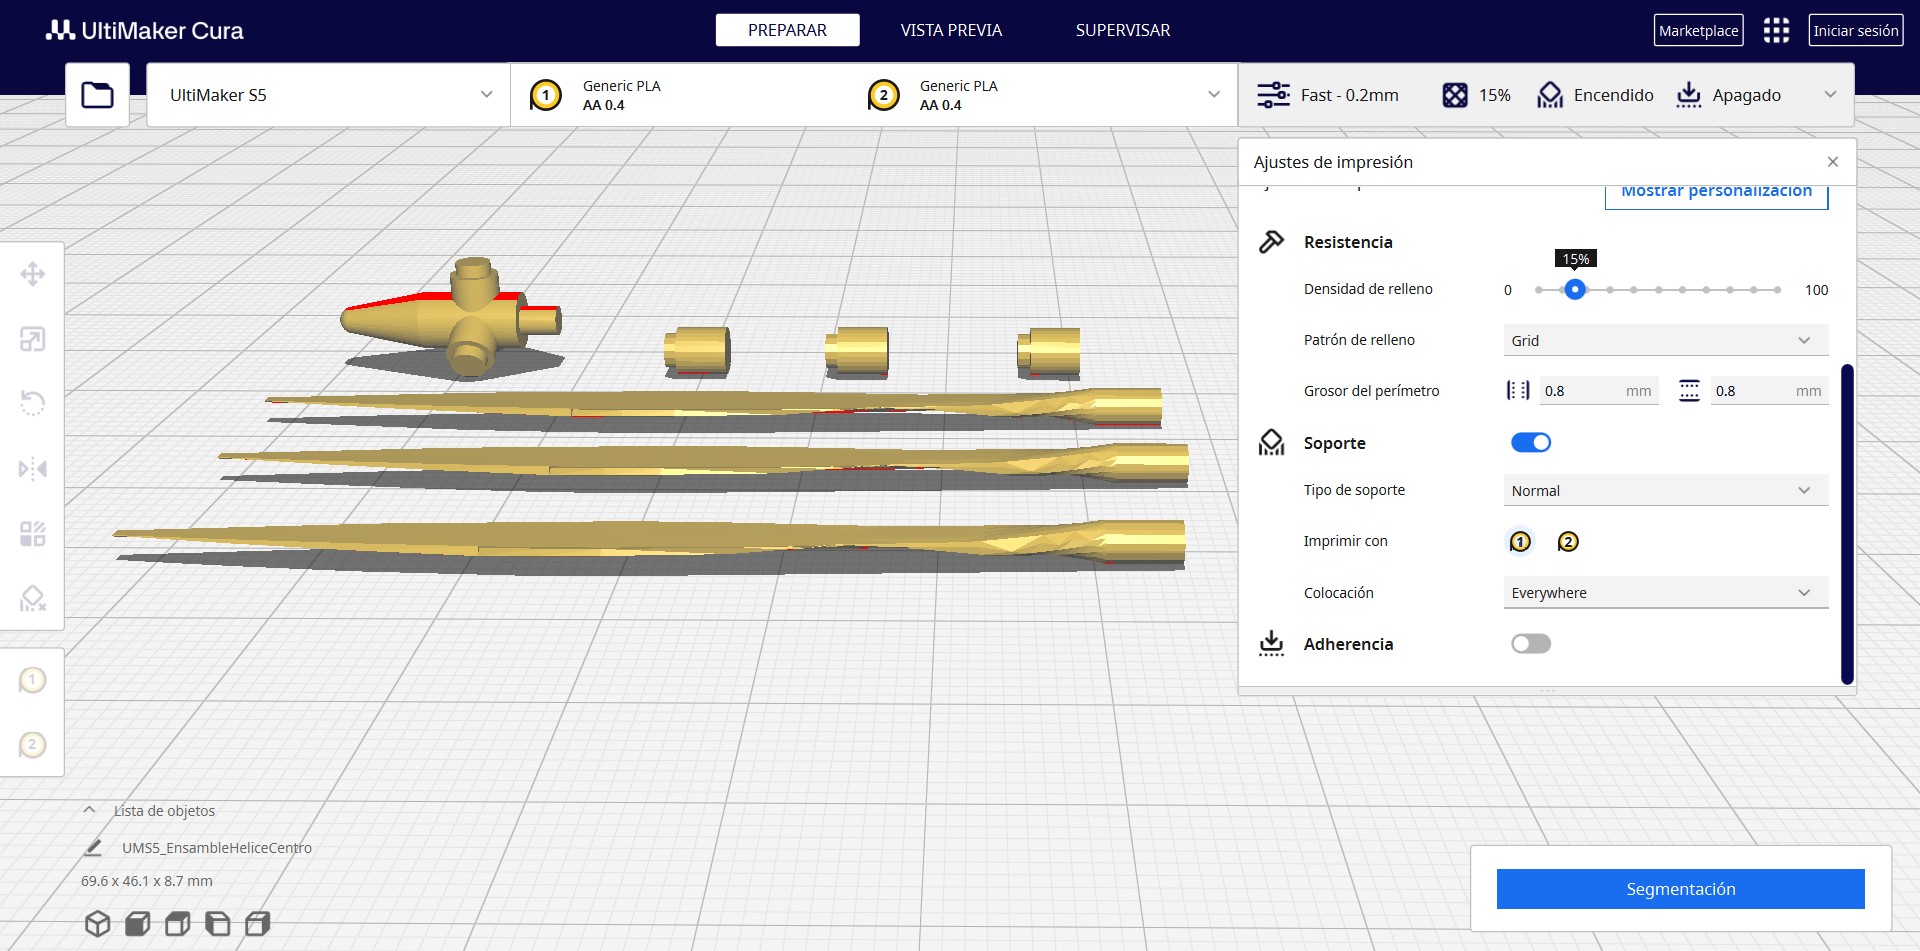 UltiMaker Cura
PREPARAR
VISTA PREVIA
SUPERVISAR
Marketplace
Iniciar sesión
UltiMaker S5
1
Generic PLA
AA 0.4
2
Generic PLA
AA 0.4
Fast - 0.2mm
15%
Encendido
Apagado
Ajustes de impresión
Mostrar personalización
Resistencia
15%
Densidad de relleno
0
100
Patrón de relleno
Grid
Grosor del perímetro
0.8 mm
0.8 mm
Soporte
Tipo de soporte
Normal
Imprimir con
1
2
Colocación
Everywhere
Adherencia
1
2
Lista de objetos
UMS5_EnsambleHeliceCentro
69.6 x 46.1 x 8.7 mm
Segmentación